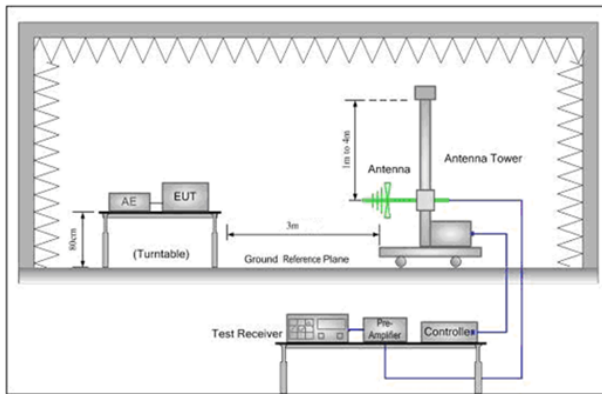 1m to 4m
Antenna
Antenna Tower
AE
EUT
80cm
(Turntable)
3m
Ground Reference Plane
Test Receiver
Pre-
Amplifier
Controller